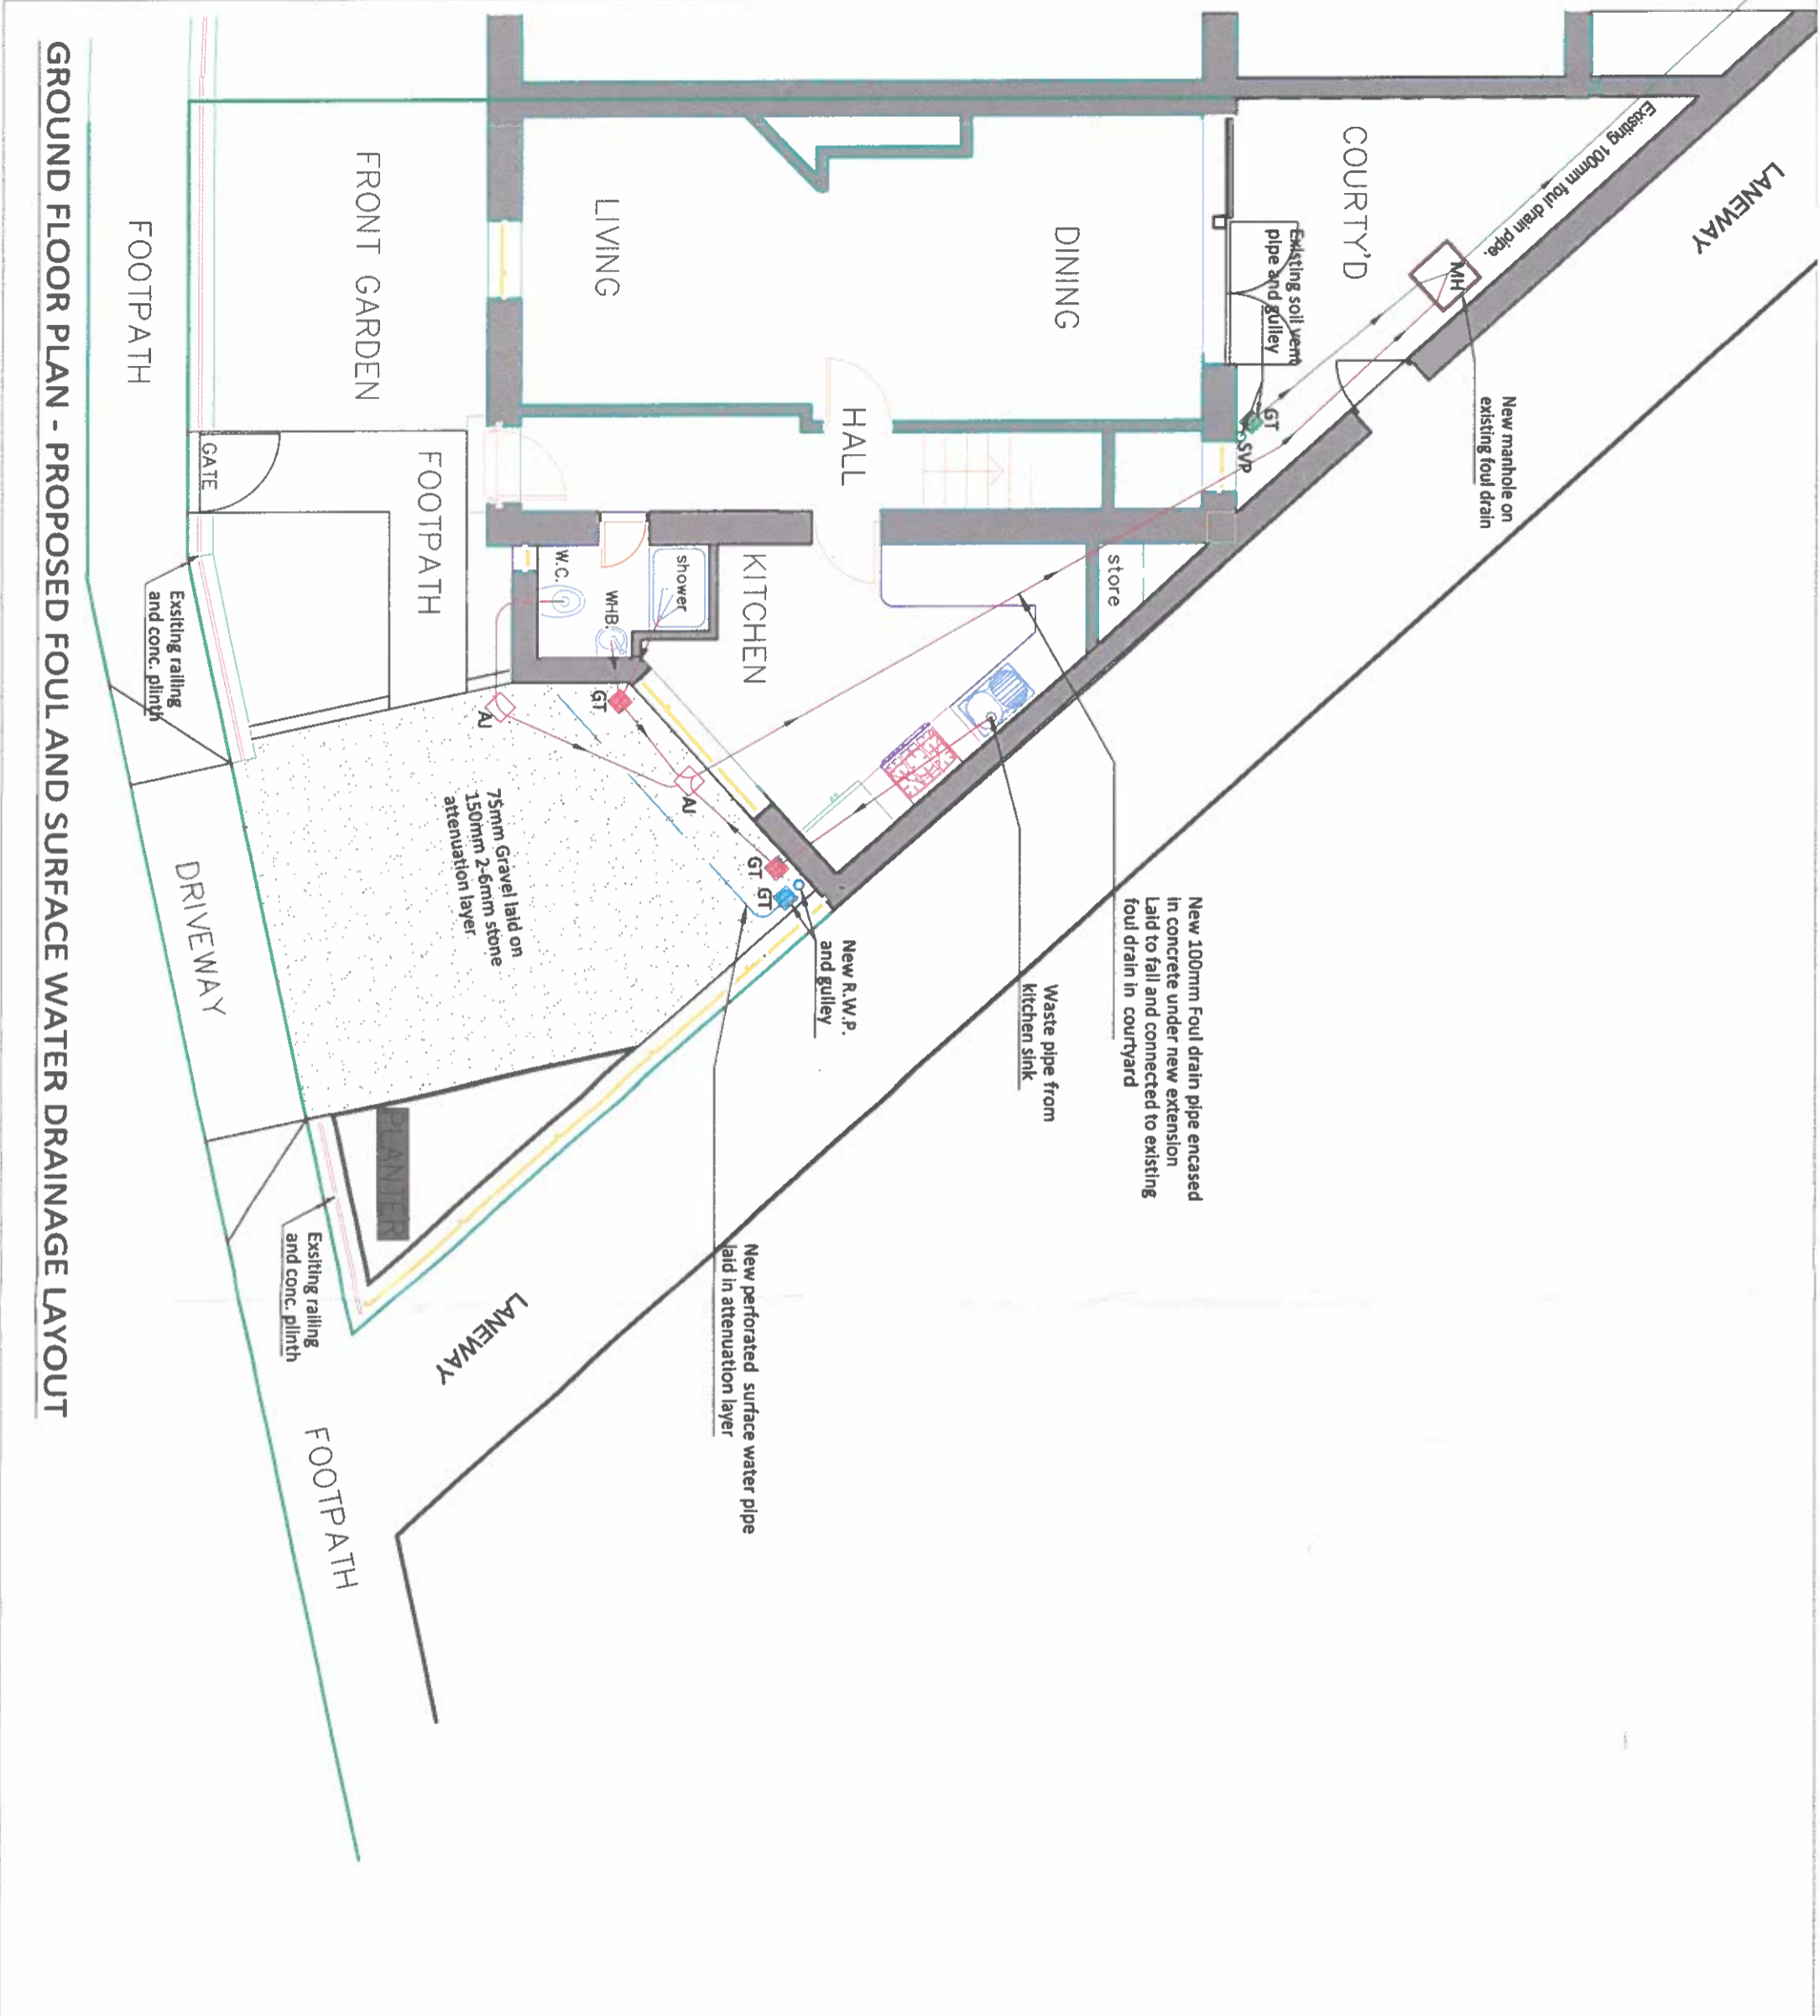 LANEWAY
Existing 100mm foul drain pipe.
COURTY'D
MH
New manhole on
existing foul drain
Existing soil vent
pipe and gulley
GT
SVP
DINING
LIVING
HALL
store
KITCHEN
shower
WHB.
W.C.
New 100mm Foul drain pipe encased
in concrete under new extension
Laid to fall and connected to existing
foul drain in courtyard
Waste pipe from
kitchen sink
New R.W.P.
and gulley
GT
AJ
GT
GT
AJ
New perforated surface water pipe
laid in attenuation layer
75mm Gravel laid on
150mm 2-6mm stone
attenuation layer
FRONT GARDEN
FOOTPATH
GATE
FOOTPATH
Exsiting railing
and conc. plinth
DRIVEWAY
PLANTER
Exsiting railing
and conc. plinth
LANEWAY
FOOTPATH
GROUND FLOOR PLAN - PROPOSED FOUL AND SURFACE WATER DRAINAGE LAYOUT